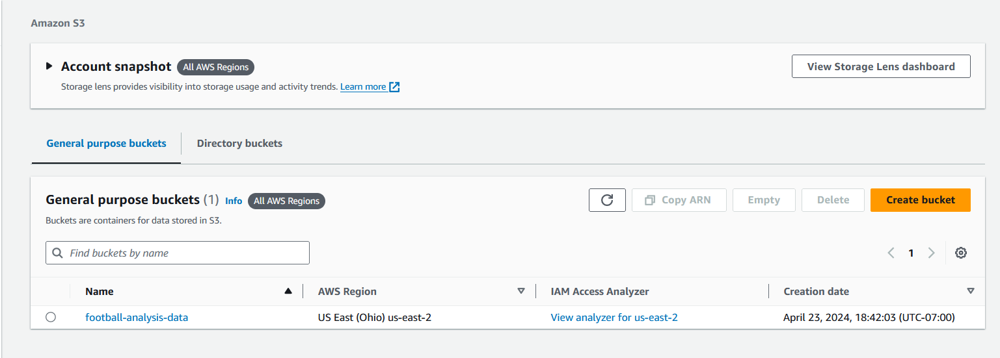 Amazon S3
Account snapshot All AWS Regions
View Storage Lens dashboard
Storage lens provides visibility into storage usage and activity trends. Learn more
General purpose buckets Directory buckets
General purpose buckets (1) Info All AWS Regions
Copy ARN Empty Delete Create bucket
Buckets are containers for data stored in S3.
Find buckets by name
1
Name AWS Region IAM Access Analyzer Creation date
football-analysis-data US East (Ohio) us-east-2 View analyzer for us-east-2 April 23, 2024, 18:42:03 (UTC-07:00)